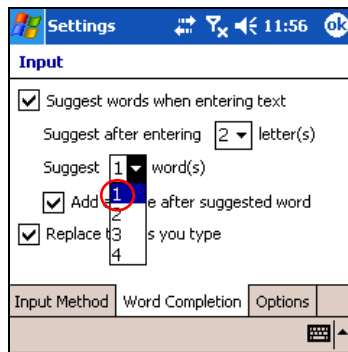 Settings 11:56 ok
Input
Suggest words when entering text
Suggest after entering 2 letter(s)
Suggest 1 word(s)
1
Add e after suggested word
2
Replace t s you type
3
4
Input Method Word Completion Options